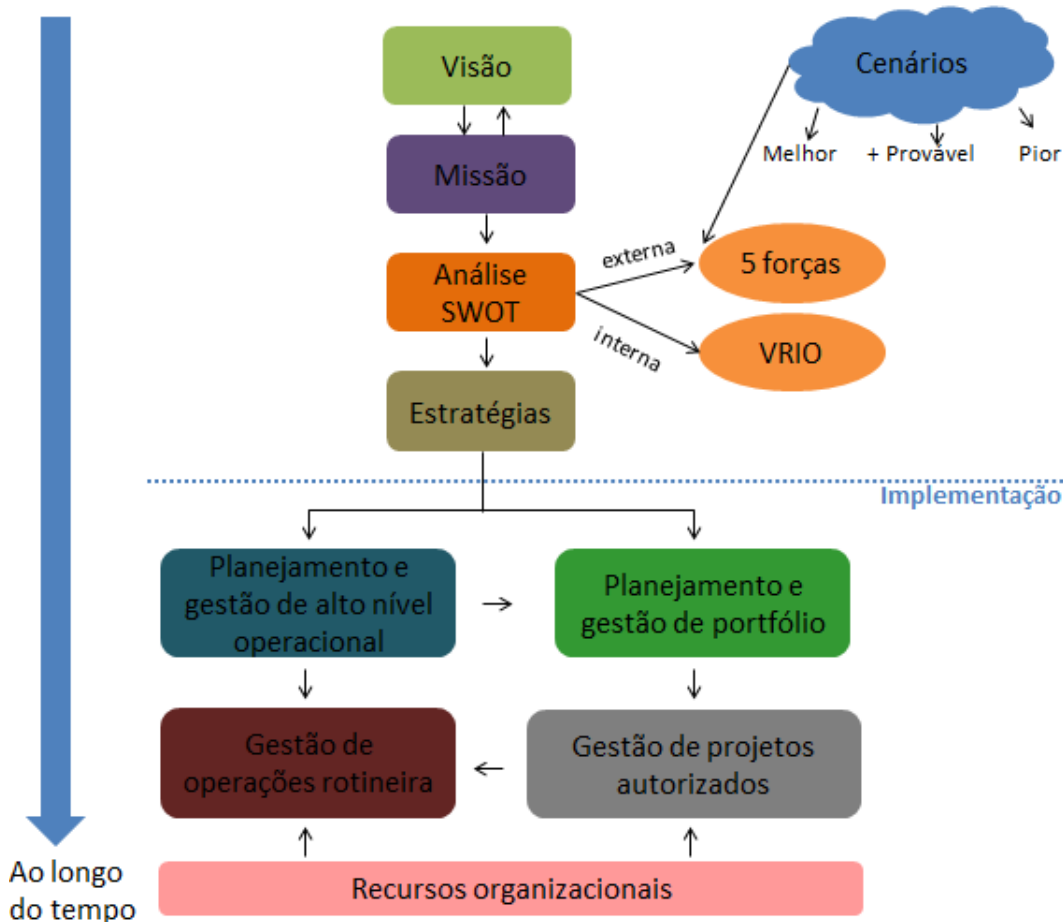 Visão
Cenários
Melhor
+ Provável
Pior
Missão
externa
5 forças
Análise
SWOT
interna
VRIO
Estratégias
Implementação
Planejamento e
gestão de alto nível
operacional
Planejamento e
gestão de portfólio
Gestão de
operações rotineira
Gestão de projetos
autorizados
Ao longo
do tempo
Recursos organizacionais